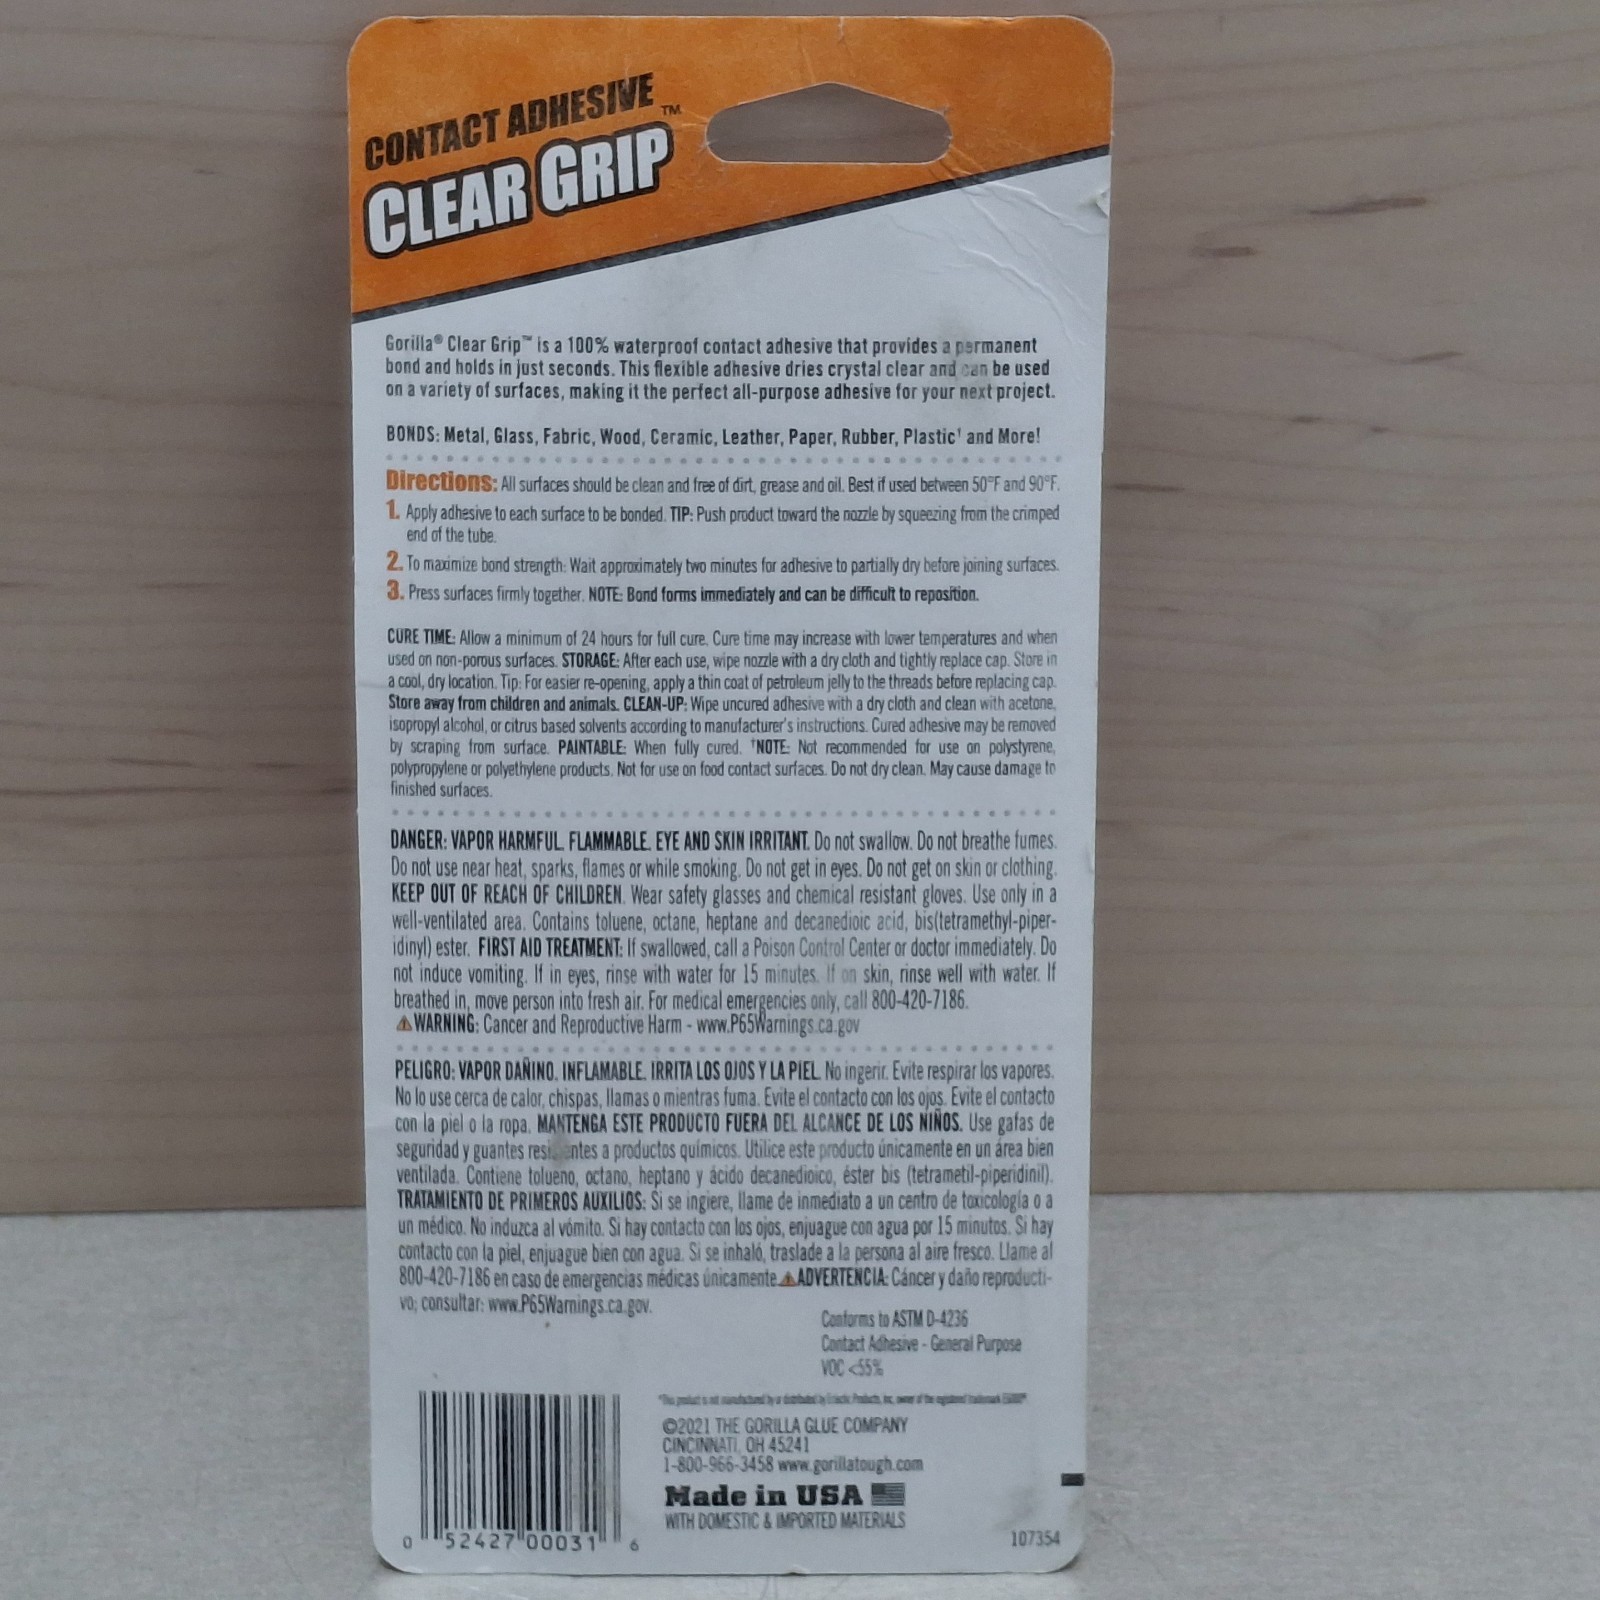 CONTACT ADHESIVE™
CLEAR GRIP
Gorilla® Clear Grip™ is a 100% waterproof contact adhesive that provides a permanent
bond and holds in just seconds. This flexible adhesive dries crystal clear and can be used
on a variety of surfaces, making it the perfect all-purpose adhesive for your next project.
BONDS: Metal, Glass, Fabric, Wood, Ceramic, Leather, Paper, Rubber, Plastic† and More!
Directions: All surfaces should be clean and free of dirt, grease and oil. Best if used between 50°F and 90°F.
1. Apply adhesive to each surface to be bonded. TIP: Push product toward the nozzle by squeezing from the crimped
end of the tube.
2. To maximize bond strength: Wait approximately two minutes for adhesive to partially dry before joining surfaces.
3. Press surfaces firmly together. NOTE: Bond forms immediately and can be difficult to reposition.
CURE TIME: Allow a minimum of 24 hours for full cure. Cure time may increase with lower temperatures and when
used on non-porous surfaces. STORAGE: After each use, wipe nozzle with a dry cloth and tightly replace cap. Store in
a cool, dry location. Tip: For easier re-opening, apply a thin coat of petroleum jelly to the threads before replacing cap.
Store away from children and animals. CLEAN-UP: Wipe uncured adhesive with a dry cloth and clean with acetone,
isopropyl alcohol, or citrus based solvents according to manufacturer's instructions. Cured adhesive may be removed
by scraping from surface. PAINTABLE: When fully cured. †NOTE: Not recommended for use on polystyrene,
polypropylene or polyethylene products. Not for use on food contact surfaces. Do not dry clean. May cause damage to
finished surfaces.
DANGER: VAPOR HARMFUL. FLAMMABLE. EYE AND SKIN IRRITANT. Do not swallow. Do not breathe fumes.
Do not use near heat, sparks, flames or while smoking. Do not get in eyes. Do not get on skin or clothing.
KEEP OUT OF REACH OF CHILDREN. Wear safety glasses and chemical resistant gloves. Use only in a
well-ventilated area. Contains toluene, octane, heptane and decanedioic acid, bis(tetramethyl-piper-
idinyl) ester. FIRST AID TREATMENT: If swallowed, call a Poison Control Center or doctor immediately. Do
not induce vomiting. If in eyes, rinse with water for 15 minutes. If on skin, rinse well with water. If
breathed in, move person into fresh air. For medical emergencies only, call 800-420-7186.
⚠WARNING: Cancer and Reproductive Harm - www.P65Warnings.ca.gov
PELIGRO: VAPOR DAÑINO. INFLAMABLE. IRRITA LOS OJOS Y LA PIEL. No ingerir. Evite respirar los vapores.
No lo use cerca de calor, chispas, llamas o mientras fuma. Evite el contacto con los ojos. Evite el contacto
con la piel o la ropa. MANTENGA ESTE PRODUCTO FUERA DEL ALCANCE DE LOS NIÑOS. Use gafas de
seguridad y guantes resistentes a productos químicos. Utilice este producto únicamente en un área bien
ventilada. Contiene tolueno, octano, heptano y ácido decanedioico, éster bis (tetrametil-piperidinil).
TRATAMIENTO DE PRIMEROS AUXILIOS: Si se ingiere, llame de inmediato a un centro de toxicología o a
un médico. No induzca al vómito. Si hay contacto con los ojos, enjuague con agua por 15 minutos. Si hay
contacto con la piel, enjuague bien con agua. Si se inhaló, traslade a la persona al aire fresco. Llame al
800-420-7186 en caso de emergencias médicas únicamente.⚠ADVERTENCIA: Cáncer y daño reproducti-
vo; consultar: www.P65Warnings.ca.gov.
Conforms to ASTM D-4236
Contact Adhesive - General Purpose
VOC <55%
*This product is not manufactured by or distributed by Eclectic Products, Inc, owner of the registered trademark E6000®
©2021 THE GORILLA GLUE COMPANY
CINCINNATI, OH 45241
1-800-966-3458 www.gorillatough.com
Made in USA
WITH DOMESTIC & IMPORTED MATERIALS
0 52427 00031 6
107354